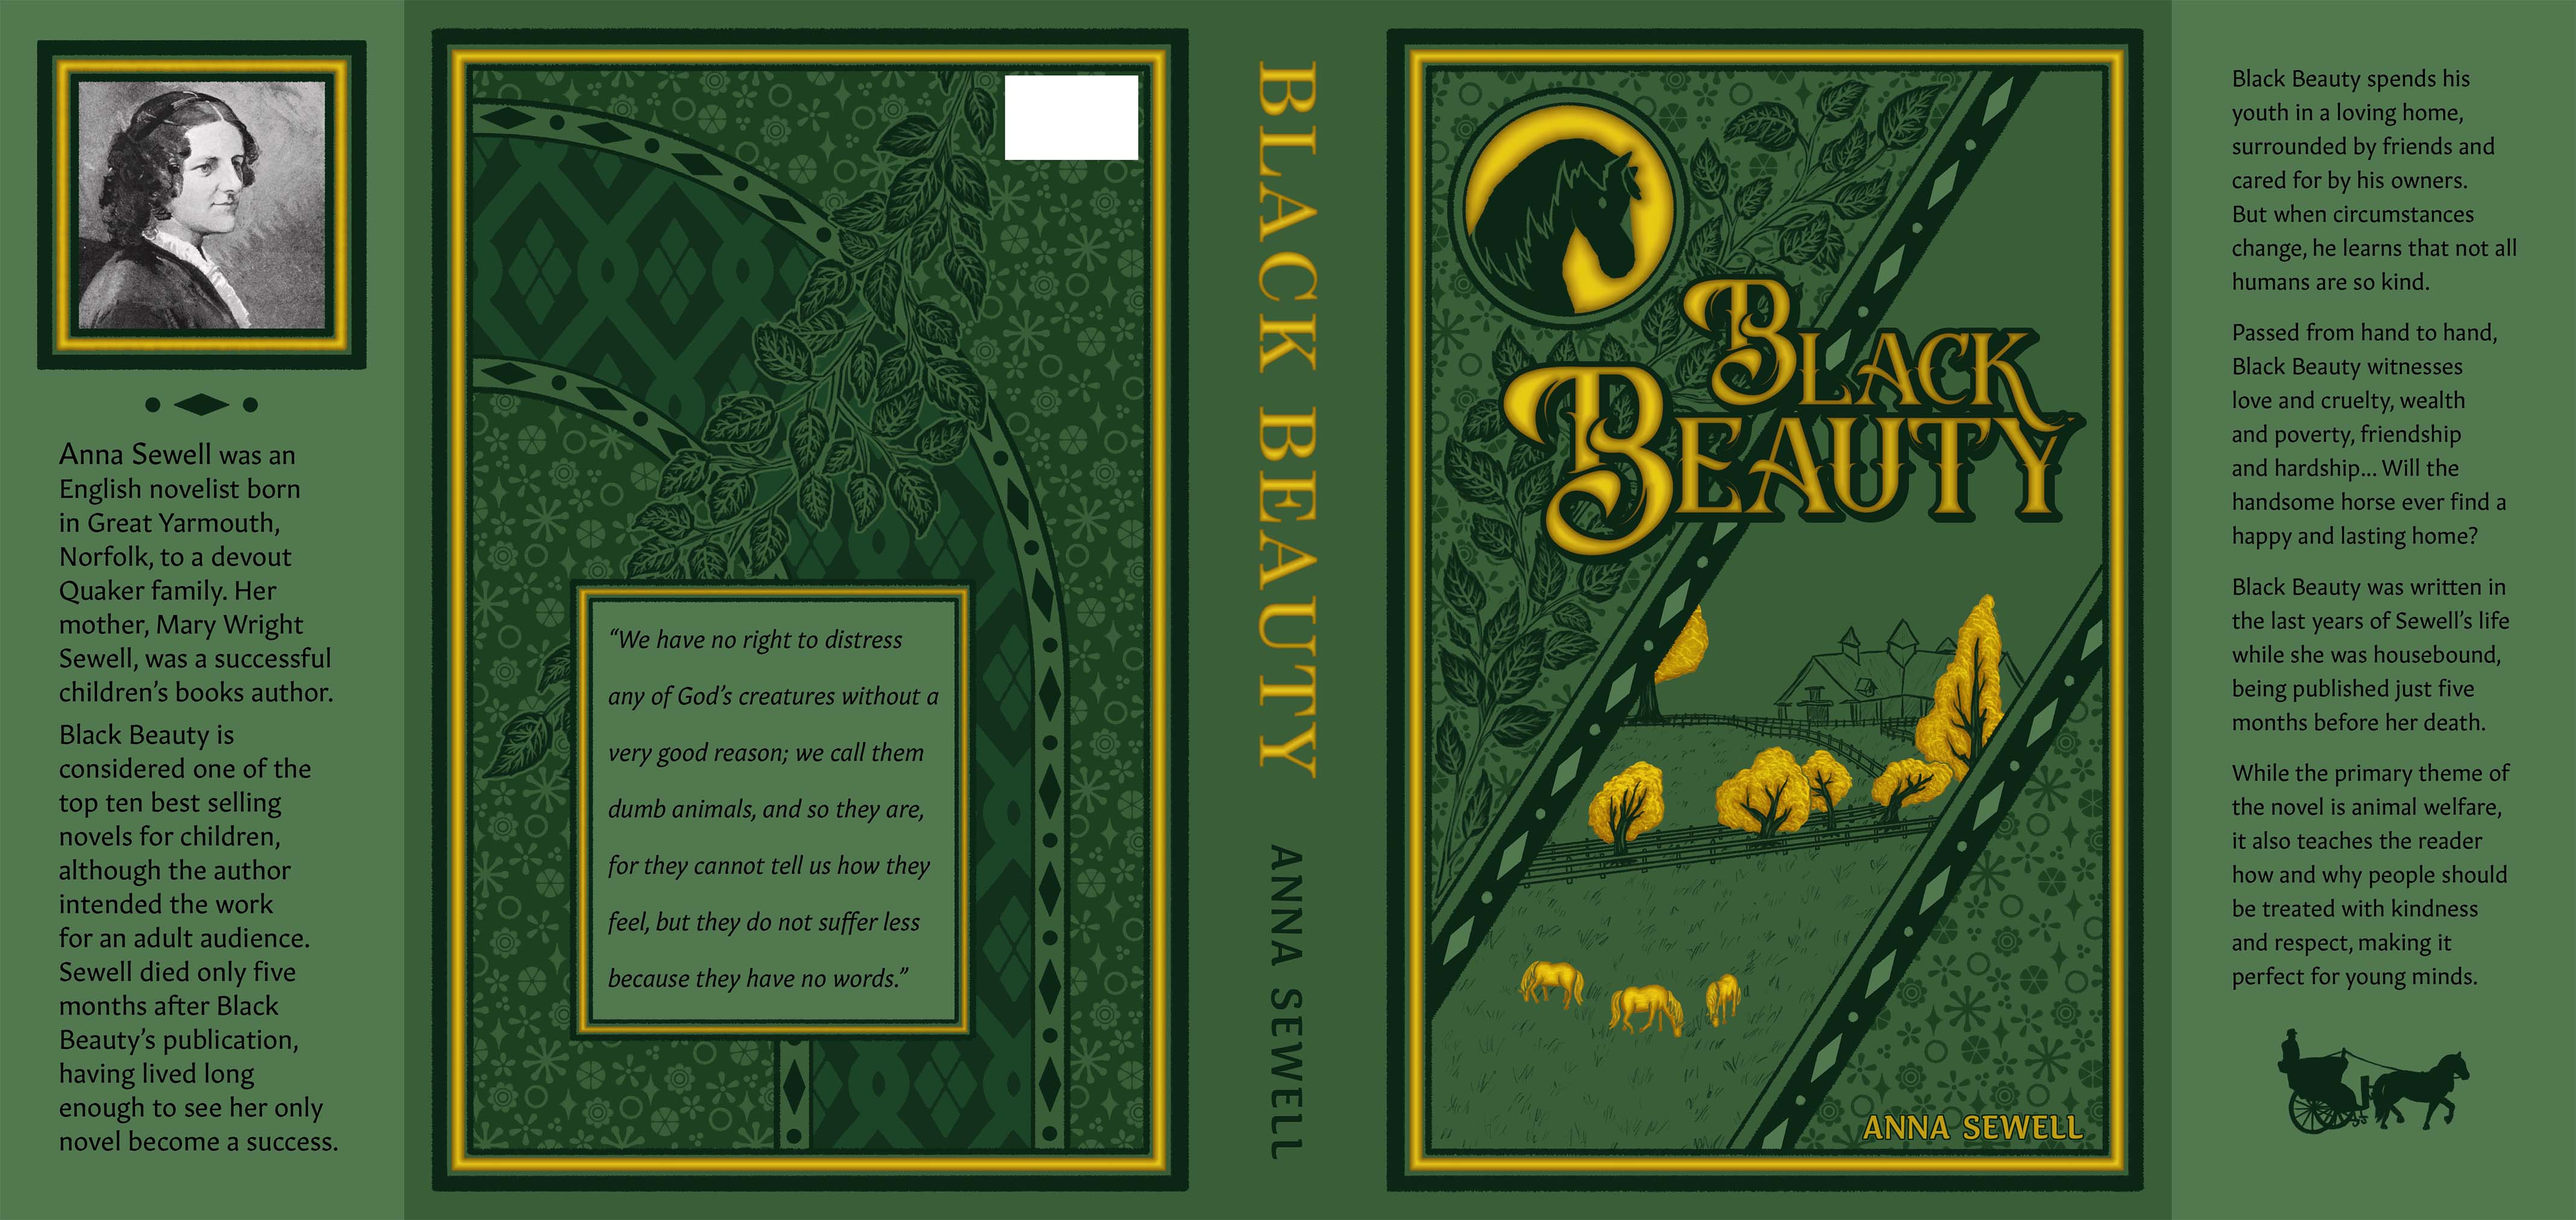 Anna Sewell was an
English novelist born
in Great Yarmouth,
Norfolk, to a devout
Quaker family. Her
mother, Mary Wright
Sewell, was a successful
children’s books author.
Black Beauty is
considered one of the
top ten best selling
novels for children,
although the author
intended the work
for an adult audience.
Sewell died only five
months after Black
Beauty’s publication,
having lived long
enough to see her only
novel become a success.
“We have no right to distress
any of God’s creatures without a
very good reason; we call them
dumb animals, and so they are,
for they cannot tell us how they
feel, but they do not suffer less
because they have no words.”
BLACK BEAUTY
ANNA SEWELL
BLACK
BEAUTY
ANNA SEWELL
Black Beauty spends his
youth in a loving home,
surrounded by friends and
cared for by his owners.
But when circumstances
change, he learns that not all
humans are so kind.
Passed from hand to hand,
Black Beauty witnesses
love and cruelty, wealth
and poverty, friendship
and hardship... Will the
handsome horse ever find a
happy and lasting home?
Black Beauty was written in
the last years of Sewell’s life
while she was housebound,
being published just five
months before her death.
While the primary theme of
the novel is animal welfare,
it also teaches the reader
how and why people should
be treated with kindness
and respect, making it
perfect for young minds.